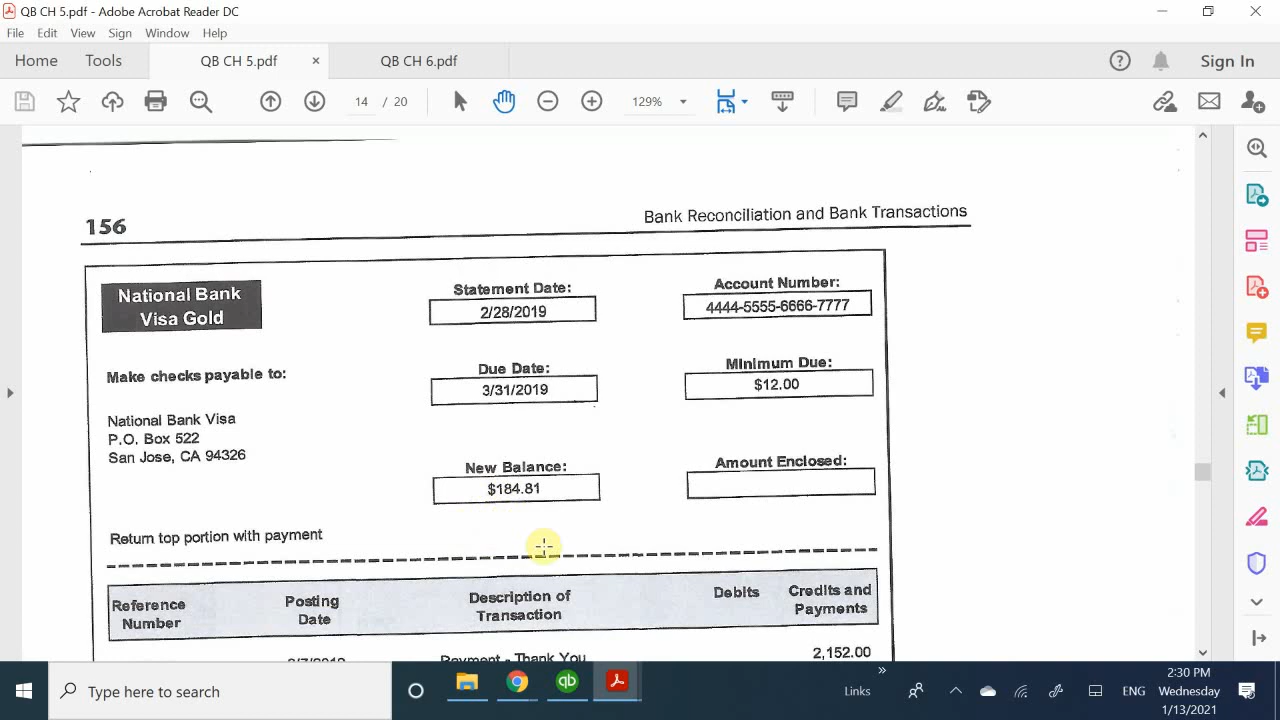 QB CH 5.pdf - Adobe Acrobat Reader DC
File Edit View Sign Window Help
Home Tools QB CH 5.pdf × QB CH 6.pdf Sign In
14 / 20 129%
156 Bank Reconciliation and Bank Transactions
National Bank
Visa Gold
Statement Date:
2/28/2019
Account Number:
4444-5555-6666-7777
Make checks payable to:
Due Date:
3/31/2019
Minimum Due:
$12.00
National Bank Visa
P.O. Box 522
San Jose, CA 94326
New Balance:
$184.81
Amount Enclosed:
Return top portion with payment
Reference
Number
Posting
Date
Description of
Transaction
Debits
Credits and
Payments
Payment - Thank You 2,152.00
Type here to search
Links
ENG
2:30 PM
Wednesday
1/13/2021